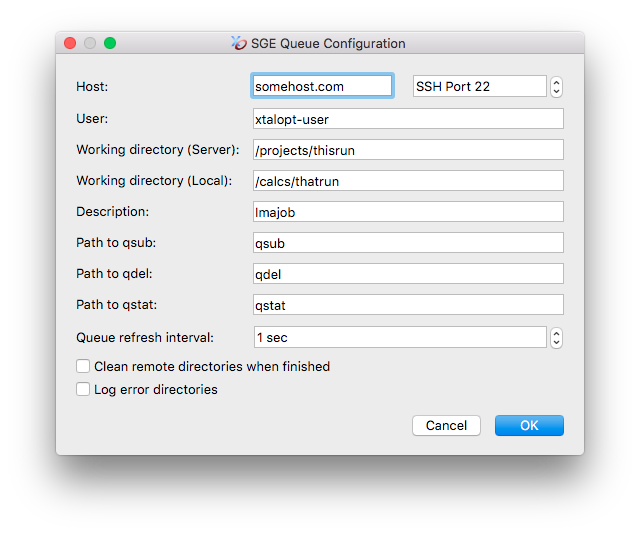 SGE Queue Configuration
Host: somehost.com SSH Port 22
User: xtalopt-user
Working directory (Server): /projects/thisrun
Working directory (Local): /calcs/thatrun
Description: Imajob
Path to qsub: qsub
Path to qdel: qdel
Path to qstat: qstat
Queue refresh interval: 1 sec
Clean remote directories when finished
Log error directories
Cancel OK